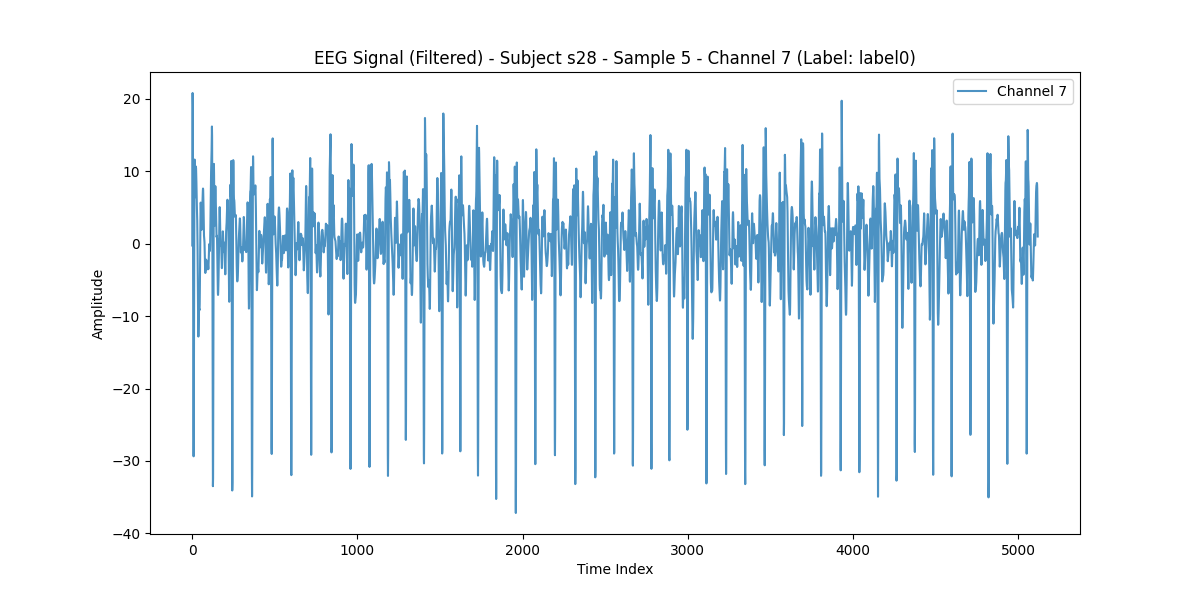 EEG Signal (Filtered) - Subject s28 - Sample 5 - Channel 7 (Label: label0)
Channel 7
20
10
0
−10
−20
−30
−40
Amplitude
0 1000 2000 3000 4000 5000
Time Index